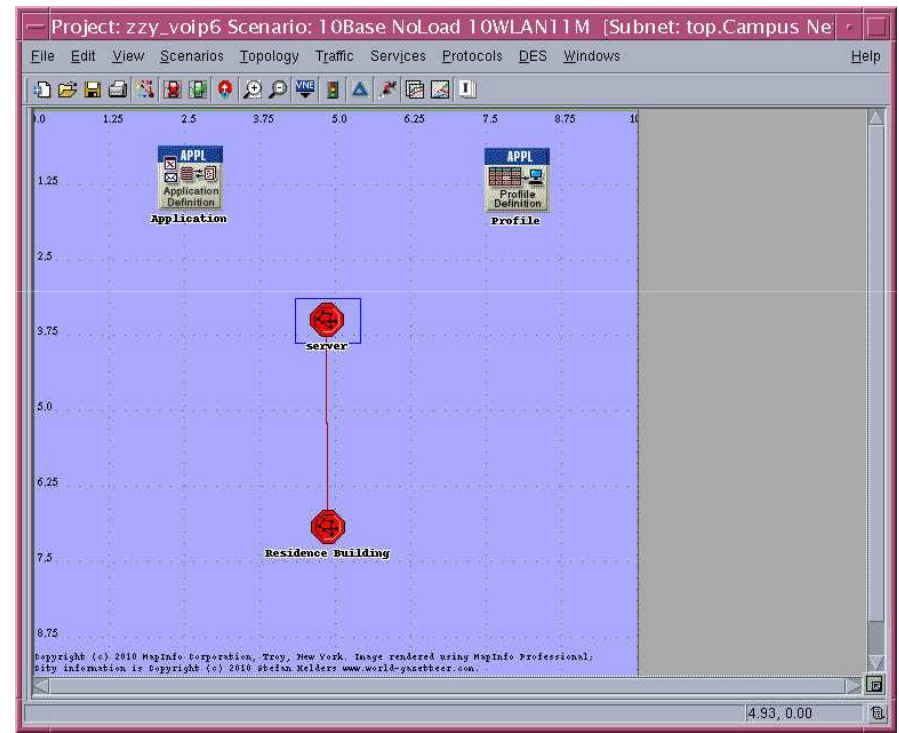 Project: zzy_voip6 Scenario: 10Base NoLoad 10WLAN11M [Subnet: top.Campus Ne
File Edit View Scenarios Topology Traffic Services Protocols DES Windows Help
VNE
0.0 1.25 2.5 3.75 5.0 6.25 7.5 8.75 10
APPL
Application
Definition
Application
APPL
Profile
Definition
Profile
1.25
2.5
3.75
server
5.0
6.25
Residence Building
7.5
8.75
Copyright (c) 2010 MapInfo Corporation, Troy, New York. Image rendered using MapInfo Professional;
City information is Copyright (c) 2010 Stefan Helders www.world-gazetteer.com.
4.93, 0.00